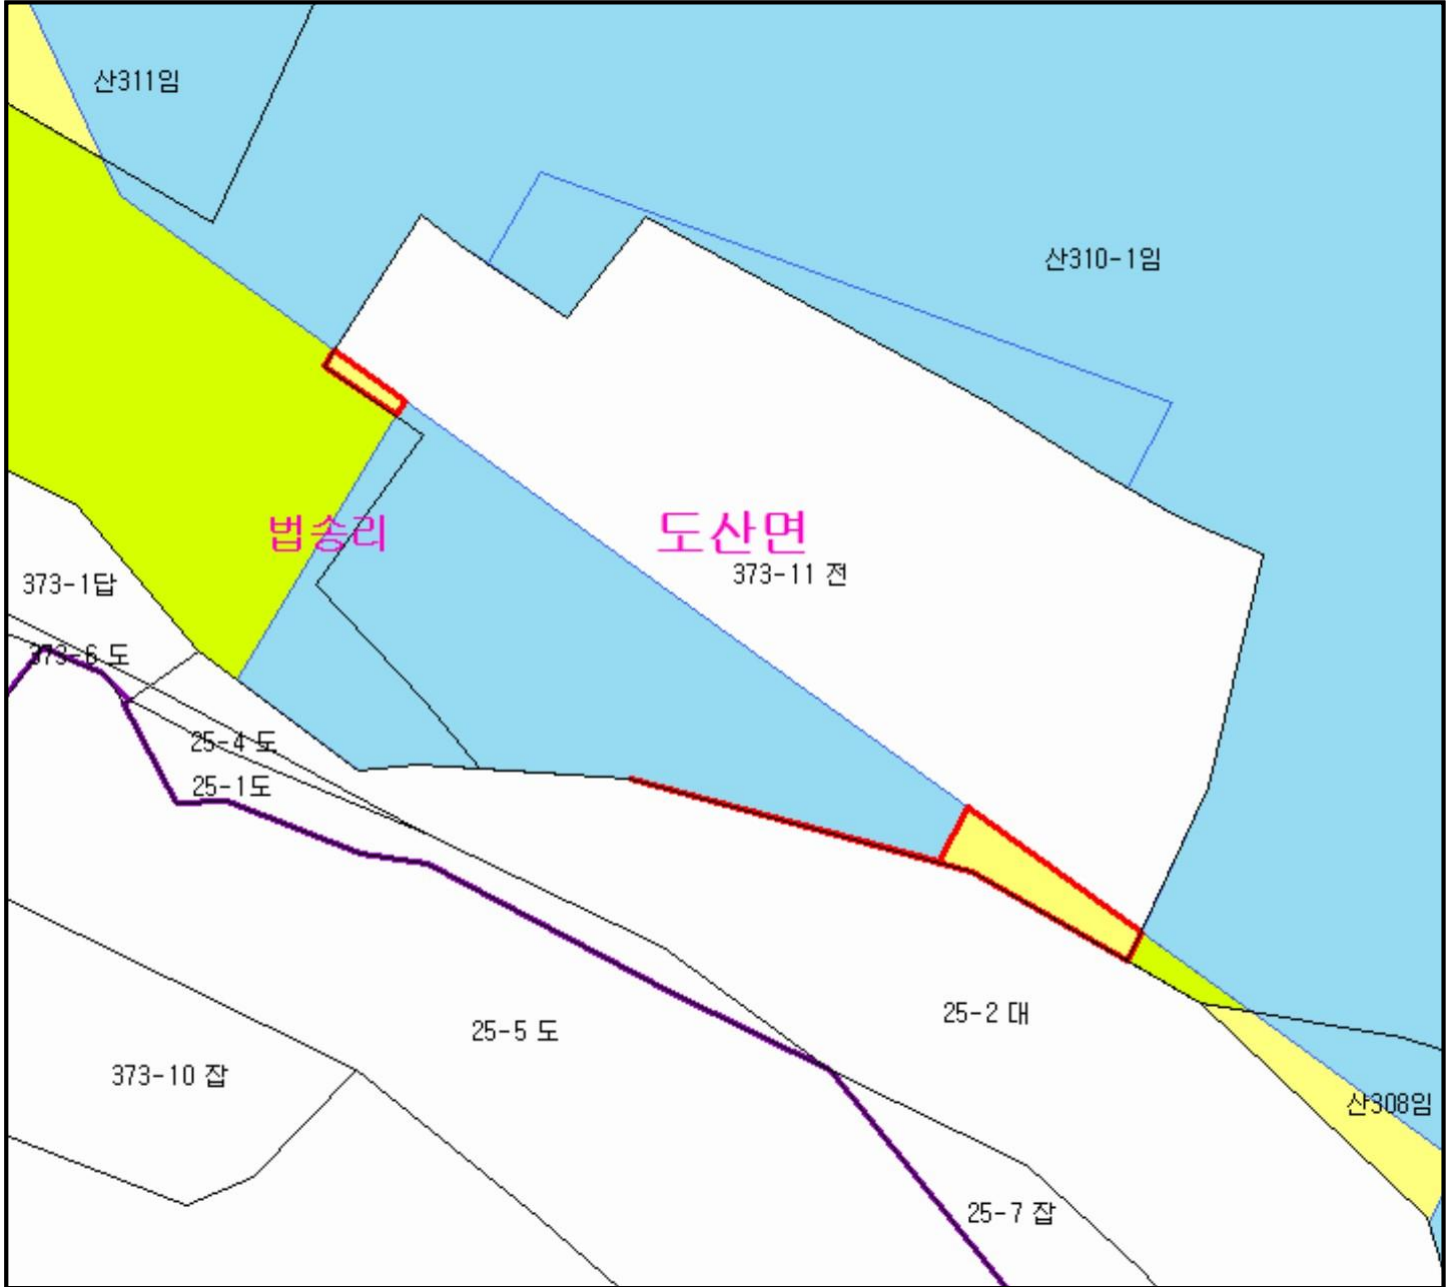 산311임
산310-1임
법송리
도산면
373-11 전
373-1답
373-6 도
25-4 도
25-1도
25-2 대
25-5 도
373-10 잡
산308임
25-7 잡